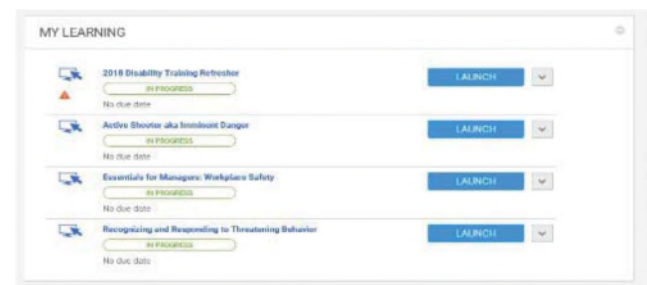 MY LEARNING
2018 Disability Training Refresher
IN PROGRESS
No due date
LAUNCH
Active Shooter aka Imminent Danger
IN PROGRESS
No due date
LAUNCH
Essentials for Managers: Workplace Safety
IN PROGRESS
No due date
LAUNCH
Recognizing and Responding to Threatening Behavior
IN PROGRESS
No due date
LAUNCH